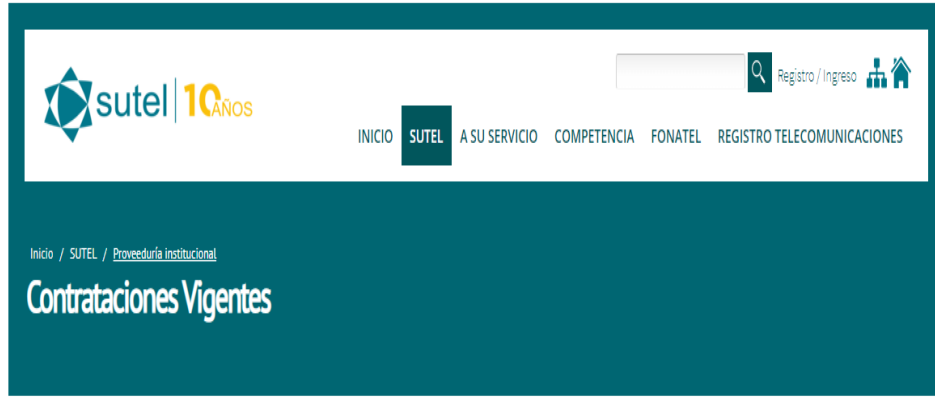 sutel 10 AÑOS
Registro / Ingreso
INICIO SUTEL A SU SERVICIO COMPETENCIA FONATEL REGISTRO TELECOMUNICACIONES
Inicio / SUTEL / Proveeduría institucional
Contrataciones Vigentes